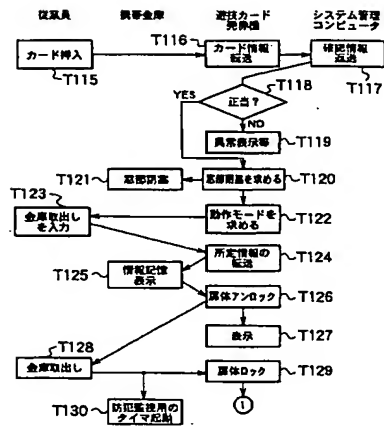 従業員
携帯金庫
遊技カード
発券機
システム管理
コンピュータ
T116
カード挿入
カード情報
転送
確認情報
返送
T115
T118
T117
YES
正当?
NO
異常表示等
T119
T121
窓部閉塞
窓部閉塞を求める
T120
T123
金庫取出し
を入力
動作モードを
求める
T122
所定情報の
転送
T124
T125
情報記憶
表示
扉体アンロック
T126
表示
T127
T128
金庫取出し
扉体ロック
T129
防犯監視用の
タイマ起動
T130
1